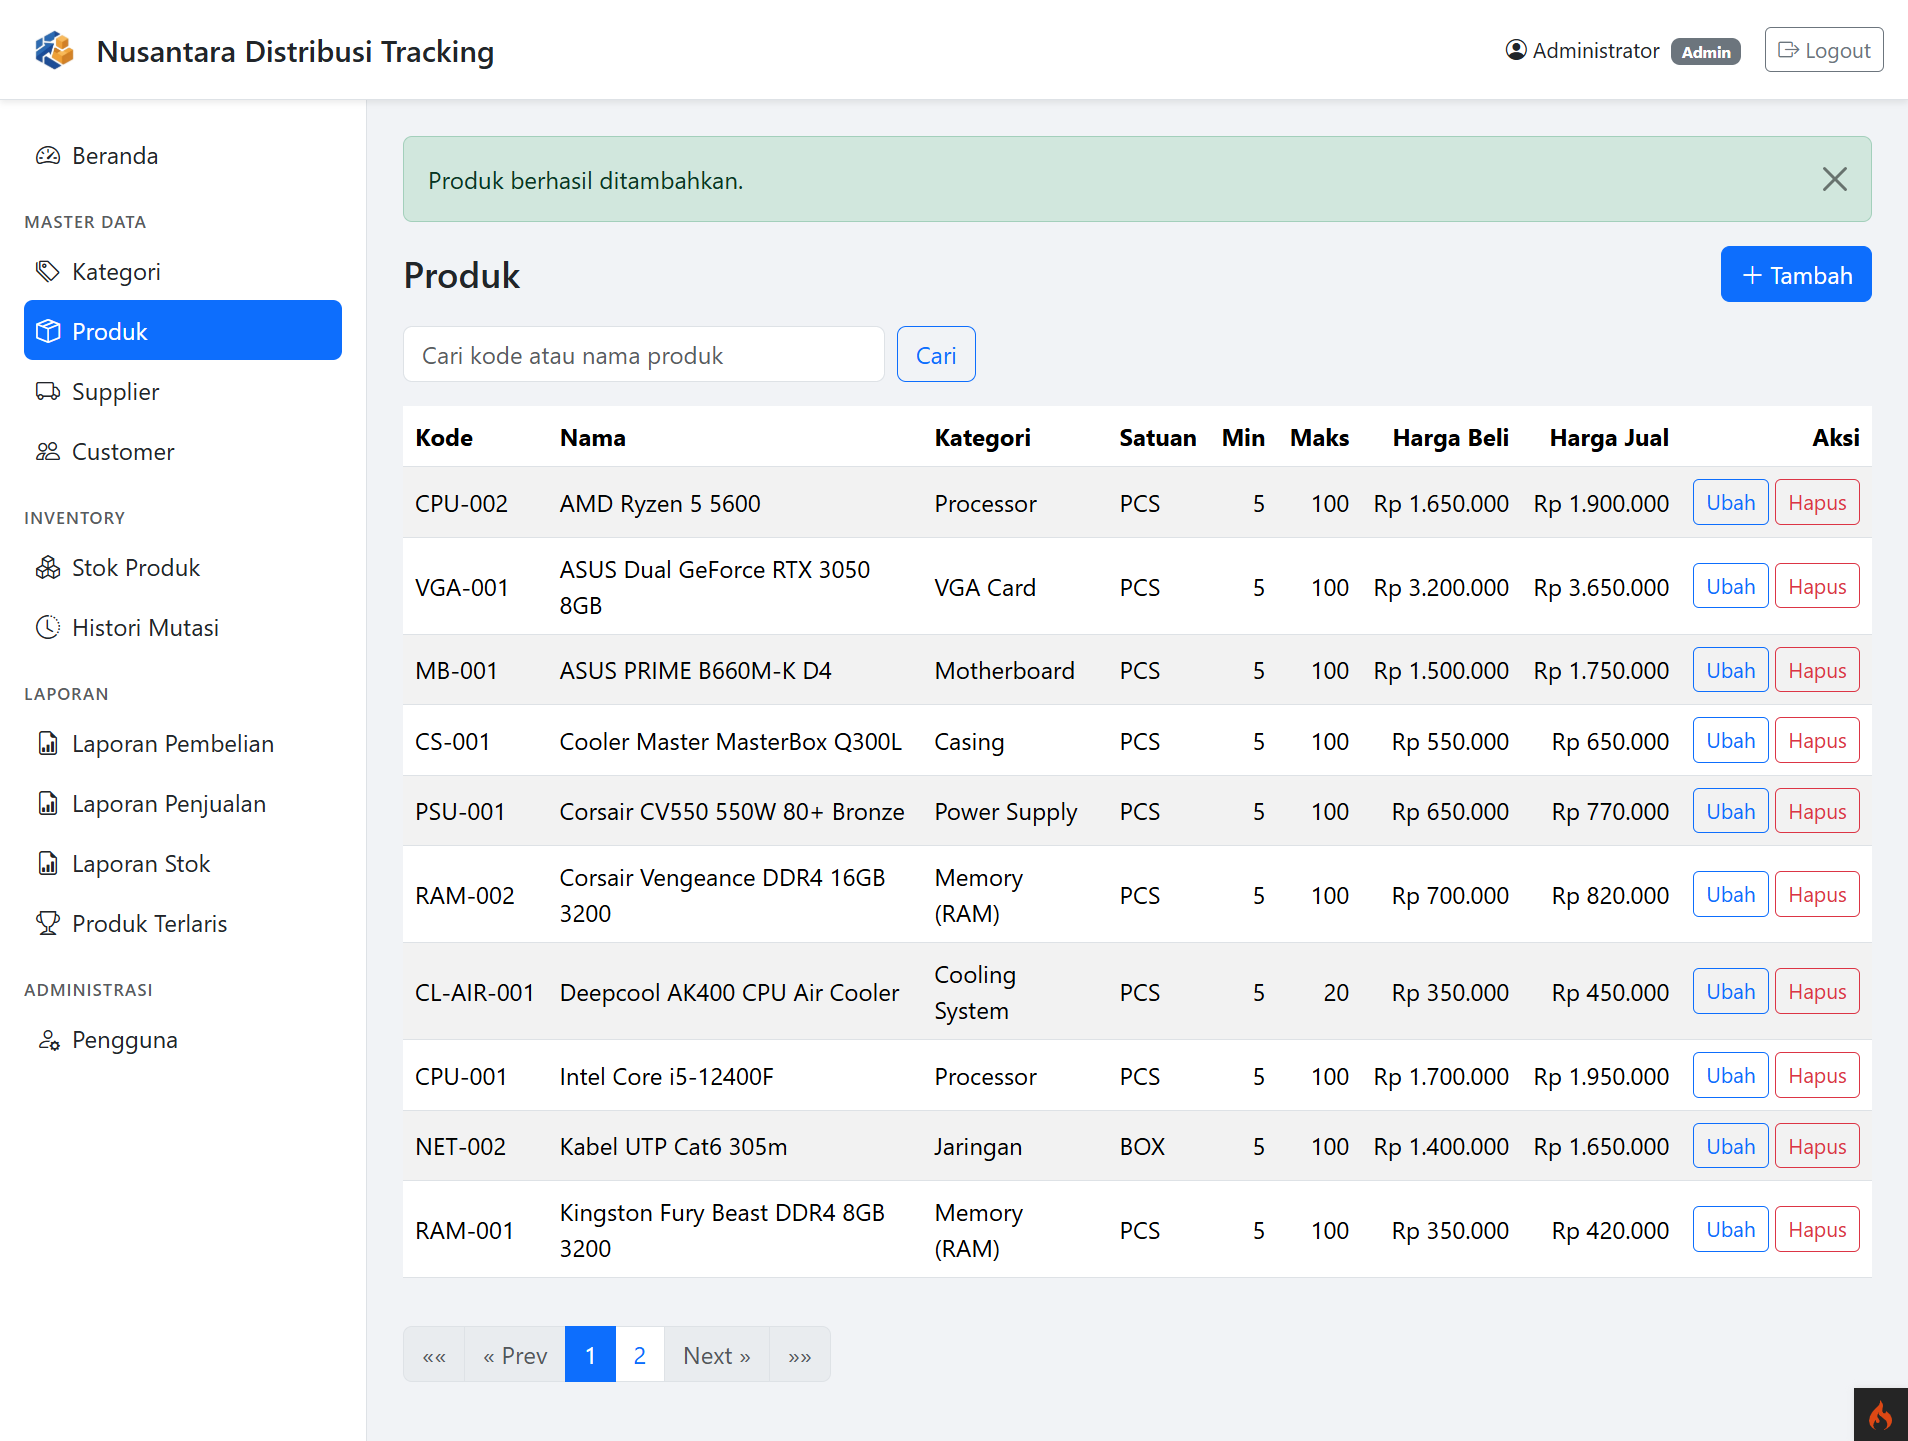 Nusantara Distribusi Tracking
Administrator Admin Logout
Beranda
MASTER DATA
Kategori
Produk
Supplier
Customer
INVENTORY
Stok Produk
Histori Mutasi
LAPORAN
Laporan Pembelian
Laporan Penjualan
Laporan Stok
Produk Terlaris
ADMINISTRASI
Pengguna
Produk berhasil ditambahkan.
Produk
+ Tambah
Cari kode atau nama produk Cari
Kode Nama Kategori Satuan Min Maks Harga Beli Harga Jual Aksi
CPU-002 AMD Ryzen 5 5600 Processor PCS 5 100 Rp 1.650.000 Rp 1.900.000 Ubah Hapus
VGA-001 ASUS Dual GeForce RTX 3050
8GB VGA Card PCS 5 100 Rp 3.200.000 Rp 3.650.000 Ubah Hapus
MB-001 ASUS PRIME B660M-K D4 Motherboard PCS 5 100 Rp 1.500.000 Rp 1.750.000 Ubah Hapus
CS-001 Cooler Master MasterBox Q300L Casing PCS 5 100 Rp 550.000 Rp 650.000 Ubah Hapus
PSU-001 Corsair CV550 550W 80+ Bronze Power Supply PCS 5 100 Rp 650.000 Rp 770.000 Ubah Hapus
RAM-002 Corsair Vengeance DDR4 16GB
3200 Memory
(RAM) PCS 5 100 Rp 700.000 Rp 820.000 Ubah Hapus
CL-AIR-001 Deepcool AK400 CPU Air Cooler Cooling
System PCS 5 20 Rp 350.000 Rp 450.000 Ubah Hapus
CPU-001 Intel Core i5-12400F Processor PCS 5 100 Rp 1.700.000 Rp 1.950.000 Ubah Hapus
NET-002 Kabel UTP Cat6 305m Jaringan BOX 5 100 Rp 1.400.000 Rp 1.650.000 Ubah Hapus
RAM-001 Kingston Fury Beast DDR4 8GB
3200 Memory
(RAM) PCS 5 100 Rp 350.000 Rp 420.000 Ubah Hapus
«« « Prev 1 2 Next » »»